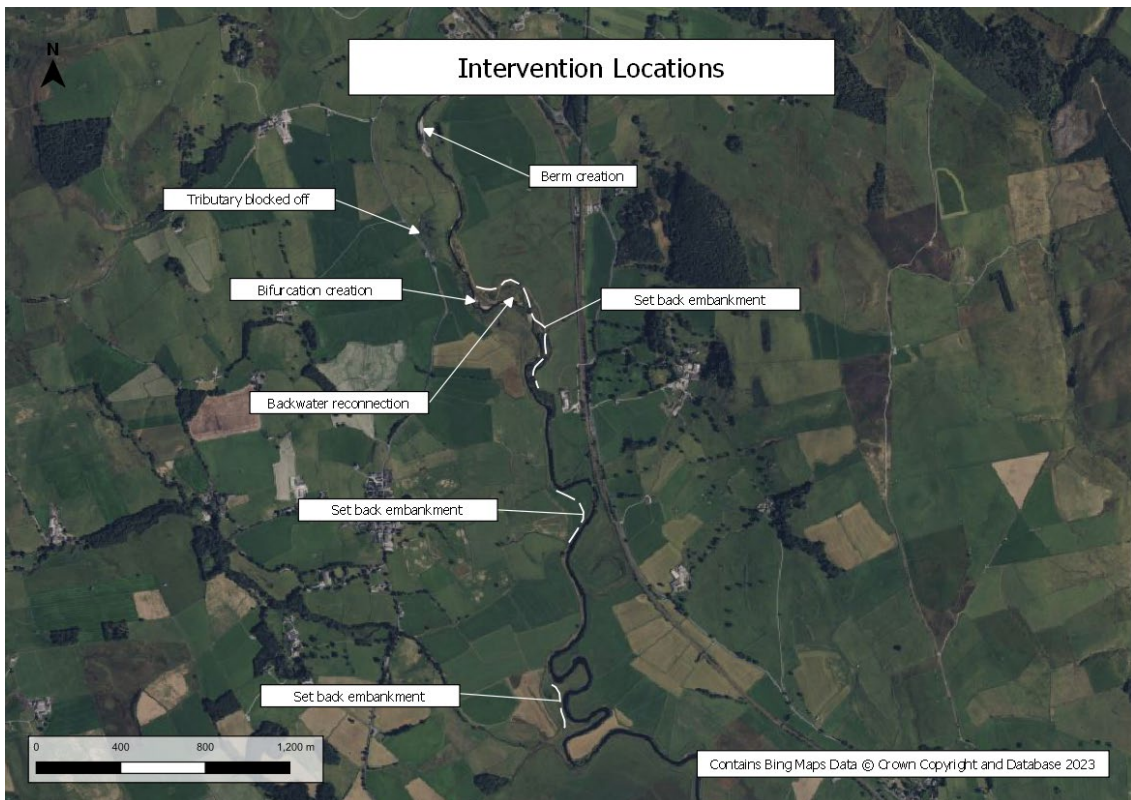 N
Intervention Locations
Berm creation
Tributary blocked off
Bifurcation creation
Set back embankment
Backwater reconnection
Set back embankment
Set back embankment
0 400 800 1,200 m
Contains Bing Maps Data © Crown Copyright and Database 2023